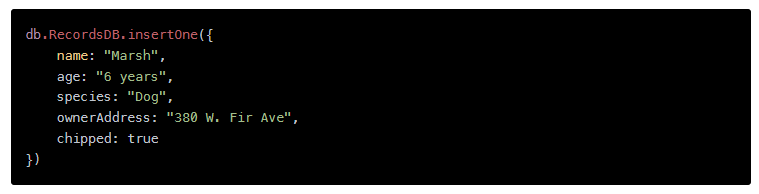 db.RecordsDB.insertOne({
    name: "Marsh",
    age: "6 years",
    species: "Dog",
    ownerAddress: "380 W. Fir Ave",
    chipped: true
})